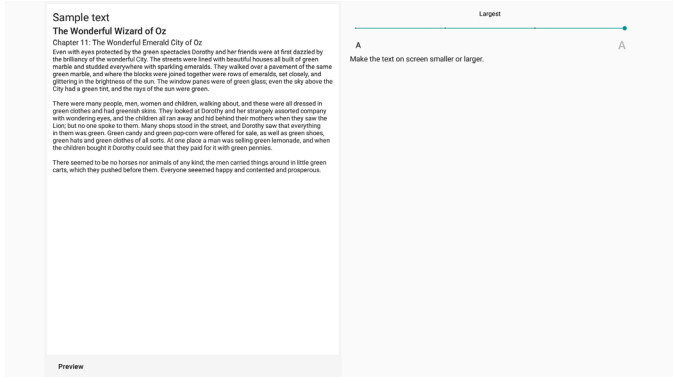 Sample text
The Wonderful Wizard of Oz
Chapter 11: The Wonderful Emerald City of Oz
Even with eyes protected by the green spectacles Dorothy and her friends were at first dazzled by
the brilliancy of the wonderful City. The streets were lined with beautiful houses all built of green
marble and studded everywhere with sparkling emeralds. They walked over a pavement of the same
green marble, and where the blocks were joined together were rows of emeralds, set closely, and
glittering in the brightness of the sun. The window panes were of green glass; even the sky above the
City had a green tint, and the rays of the sun were green.
There were many people, men, women and children, walking about, and these were all dressed in
green clothes and had greenish skins. They looked at Dorothy and her strangely assorted company
with wondering eyes, and the children all ran away and hid behind their mothers when they saw the
Lion; but no one spoke to them. Many shops stood in the street, and Dorothy saw that everything
in them was green. Green candy and green pop-corn were offered for sale, as well as green shoes,
green hats and green clothes of all sorts. At one place a man was selling green lemonade, and when
the children bought it Dorothy could see that they paid for it with green pennies.
There seemed to be no horses nor animals of any kind; the men carried things around in little green
carts, which they pushed before them. Everyone seeemed happy and contented and prosperous.
Preview
Largest
A A
Make the text on screen smaller or larger.